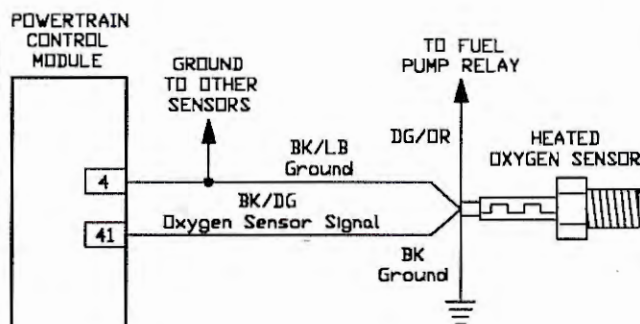 POWERTRAIN
CONTROL
MODULE
GROUND
TO OTHER
SENSORS
TO FUEL
PUMP RELAY
DG/OR
HEATED
OXYGEN SENSOR
BK/LB
Ground
4
BK/DG
Oxygen Sensor Signal
41
BK
Ground